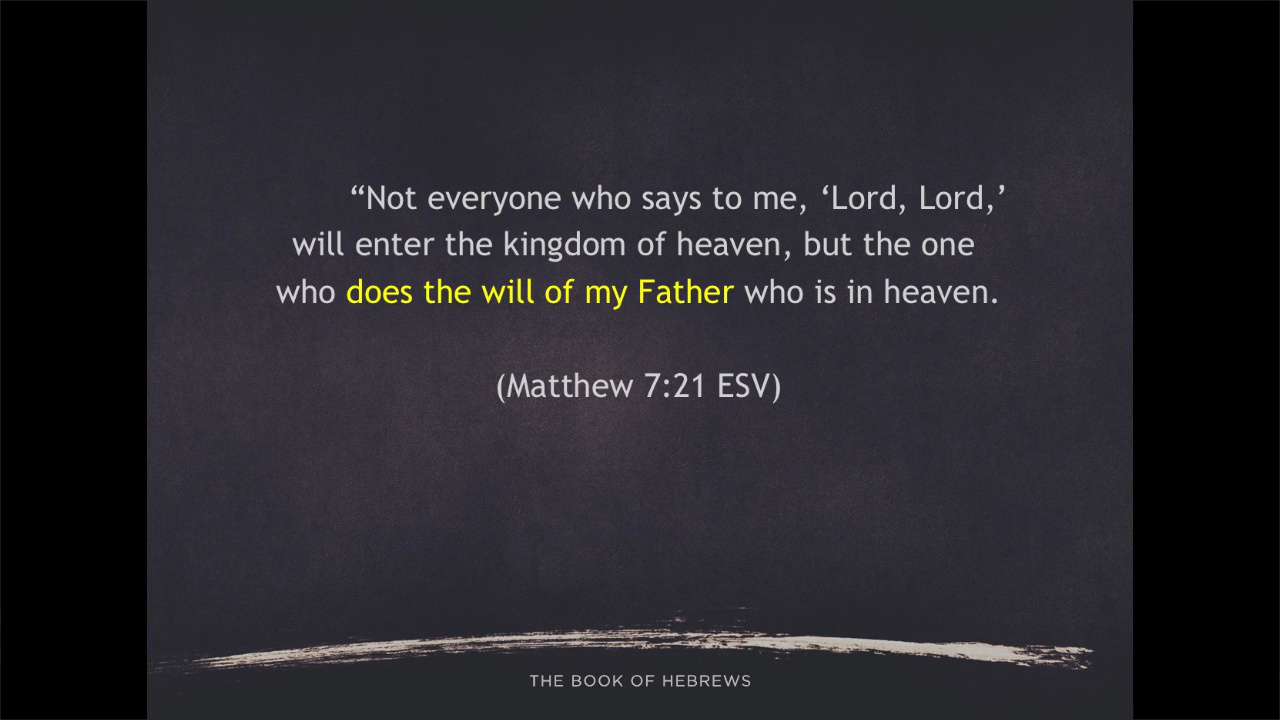 “Not everyone who says to me, ‘Lord, Lord,’
will enter the kingdom of heaven, but the one
who does the will of my Father who is in heaven.
(Matthew 7:21 ESV)
THE BOOK OF HEBREWS